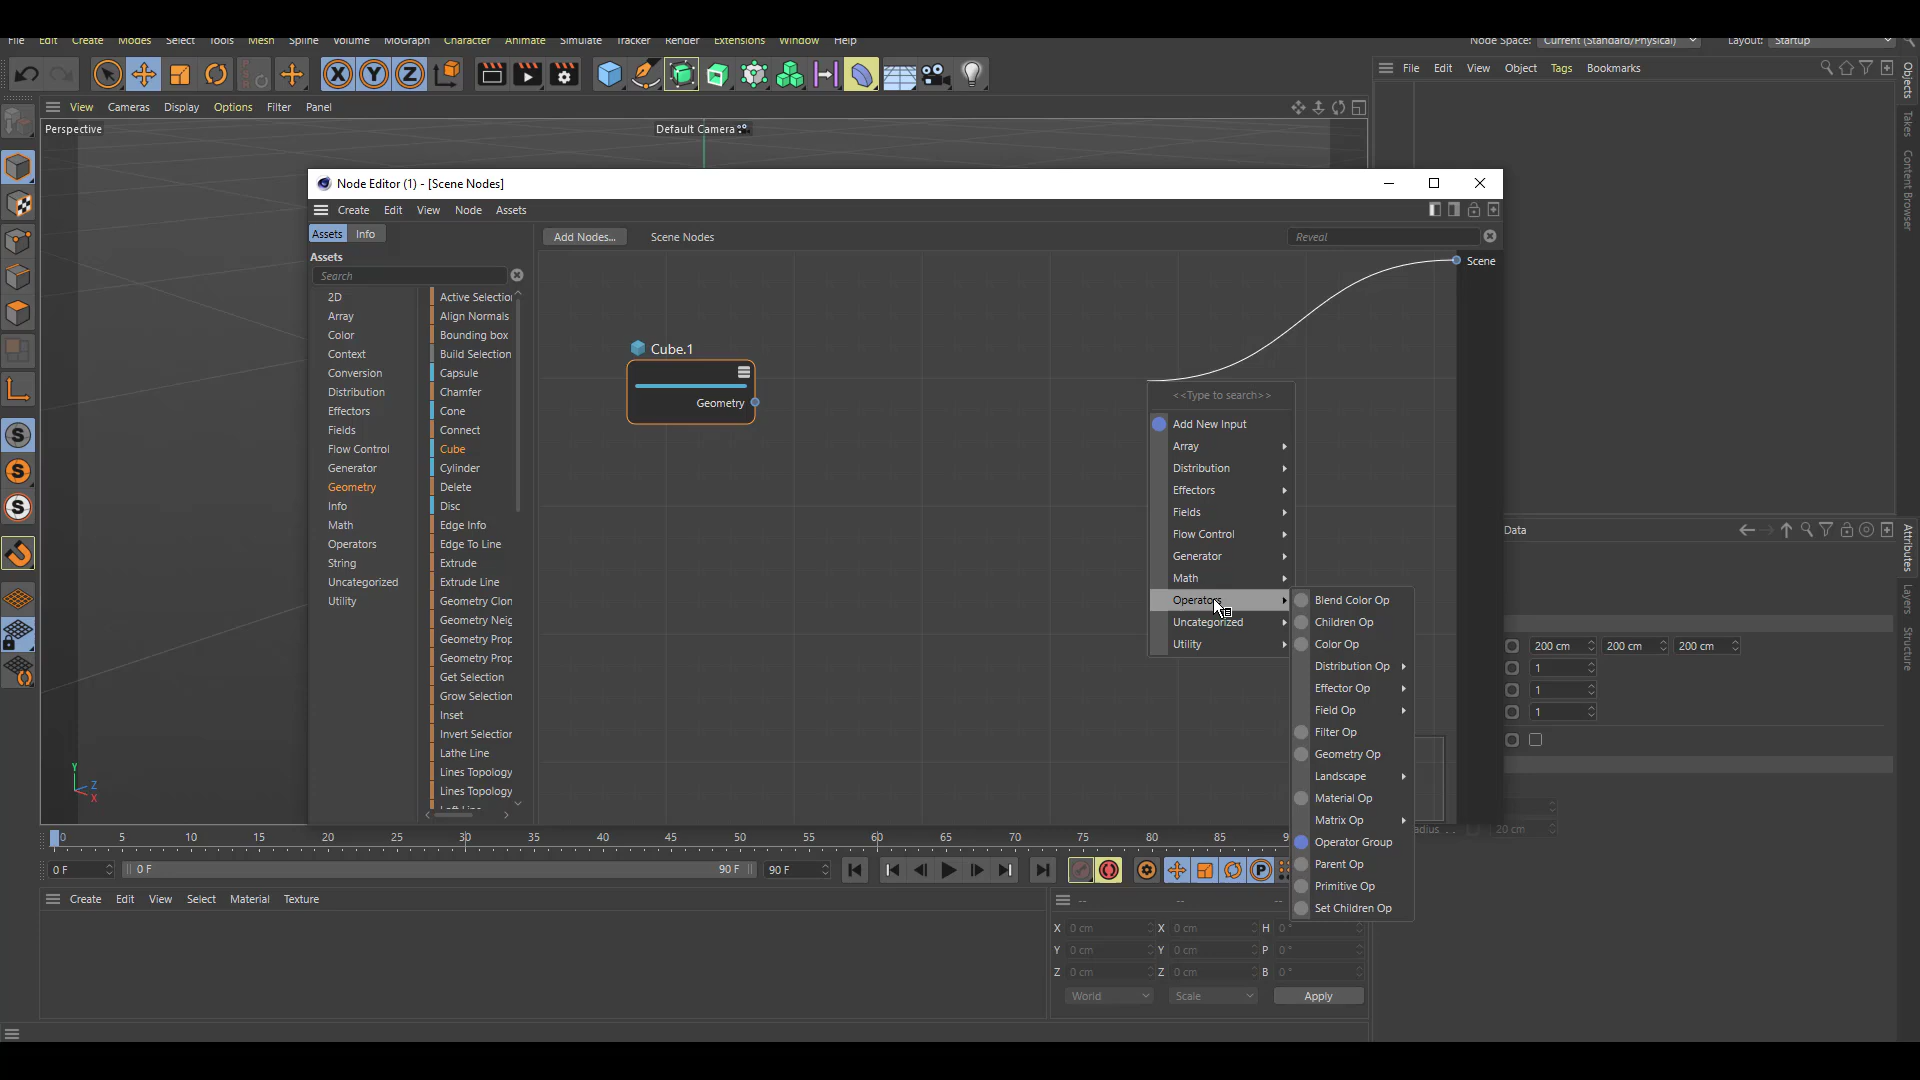 File Edit Create Modes Select Tools Mesh Spline Volume MoGraph Character Animate Simulate Tracker Render Extensions Window Help Node Space: Current (Standard/Physical) Layout: Startup
File Edit View Object Tags Bookmarks
View Cameras Display Options Filter Panel
Perspective Default Camera
Node Editor (1) - [Scene Nodes]
Create Edit View Node Assets
Assets Info Add Nodes... Scene Nodes Reveal
Assets
Search
2D
Array
Color
Context
Conversion
Distribution
Effectors
Fields
Flow Control
Generator
Geometry
Info
Math
Operators
String
Uncategorized
Utility
Active Selection
Align Normals
Bounding box
Build Selection
Capsule
Chamfer
Cone
Connect
Cube
Cylinder
Delete
Disc
Edge Info
Edge To Line
Extrude
Extrude Line
Geometry Clon
Geometry Neig
Geometry Prop
Geometry Prop
Get Selection
Grow Selection
Inset
Invert Selection
Lathe Line
Lines Topology
Lines Topology
Scene
Cube.1
Geometry
<<Type to search>>
Add New Input
Array
Distribution
Effectors
Fields
Flow Control
Generator
Math
Operators
Uncategorized
Utility
Blend Color Op
Children Op
Color Op
Distribution Op
Effector Op
Field Op
Filter Op
Geometry Op
Landscape
Material Op
Matrix Op
Operator Group
Parent Op
Primitive Op
Set Children Op
Objects
Takes
Content Browser
Attributes
Layers
Structure
Data
200 cm 200 cm 200 cm
1
1
1
adius 20 cm
Y
Z
X
0 5 10 15 20 25 30 35 40 45 50 55 60 65 70 75 80 85 9
0 F 0 F 90 F 90 F
Create Edit View Select Material Texture
-- -- --
X 0 cm X 0 cm H 0 °
Y 0 cm Y 0 cm P 0 °
Z 0 cm Z 0 cm B 0 °
World Scale Apply